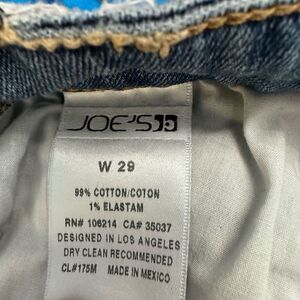 JOE'S
W 29
99% COTTON/COTON
1% ELASTAM
RN# 106214 CA# 35037
DESIGNED IN LOS ANGELES
DRY CLEAN RECOMMENDED
CL#175M MADE IN MEXICO